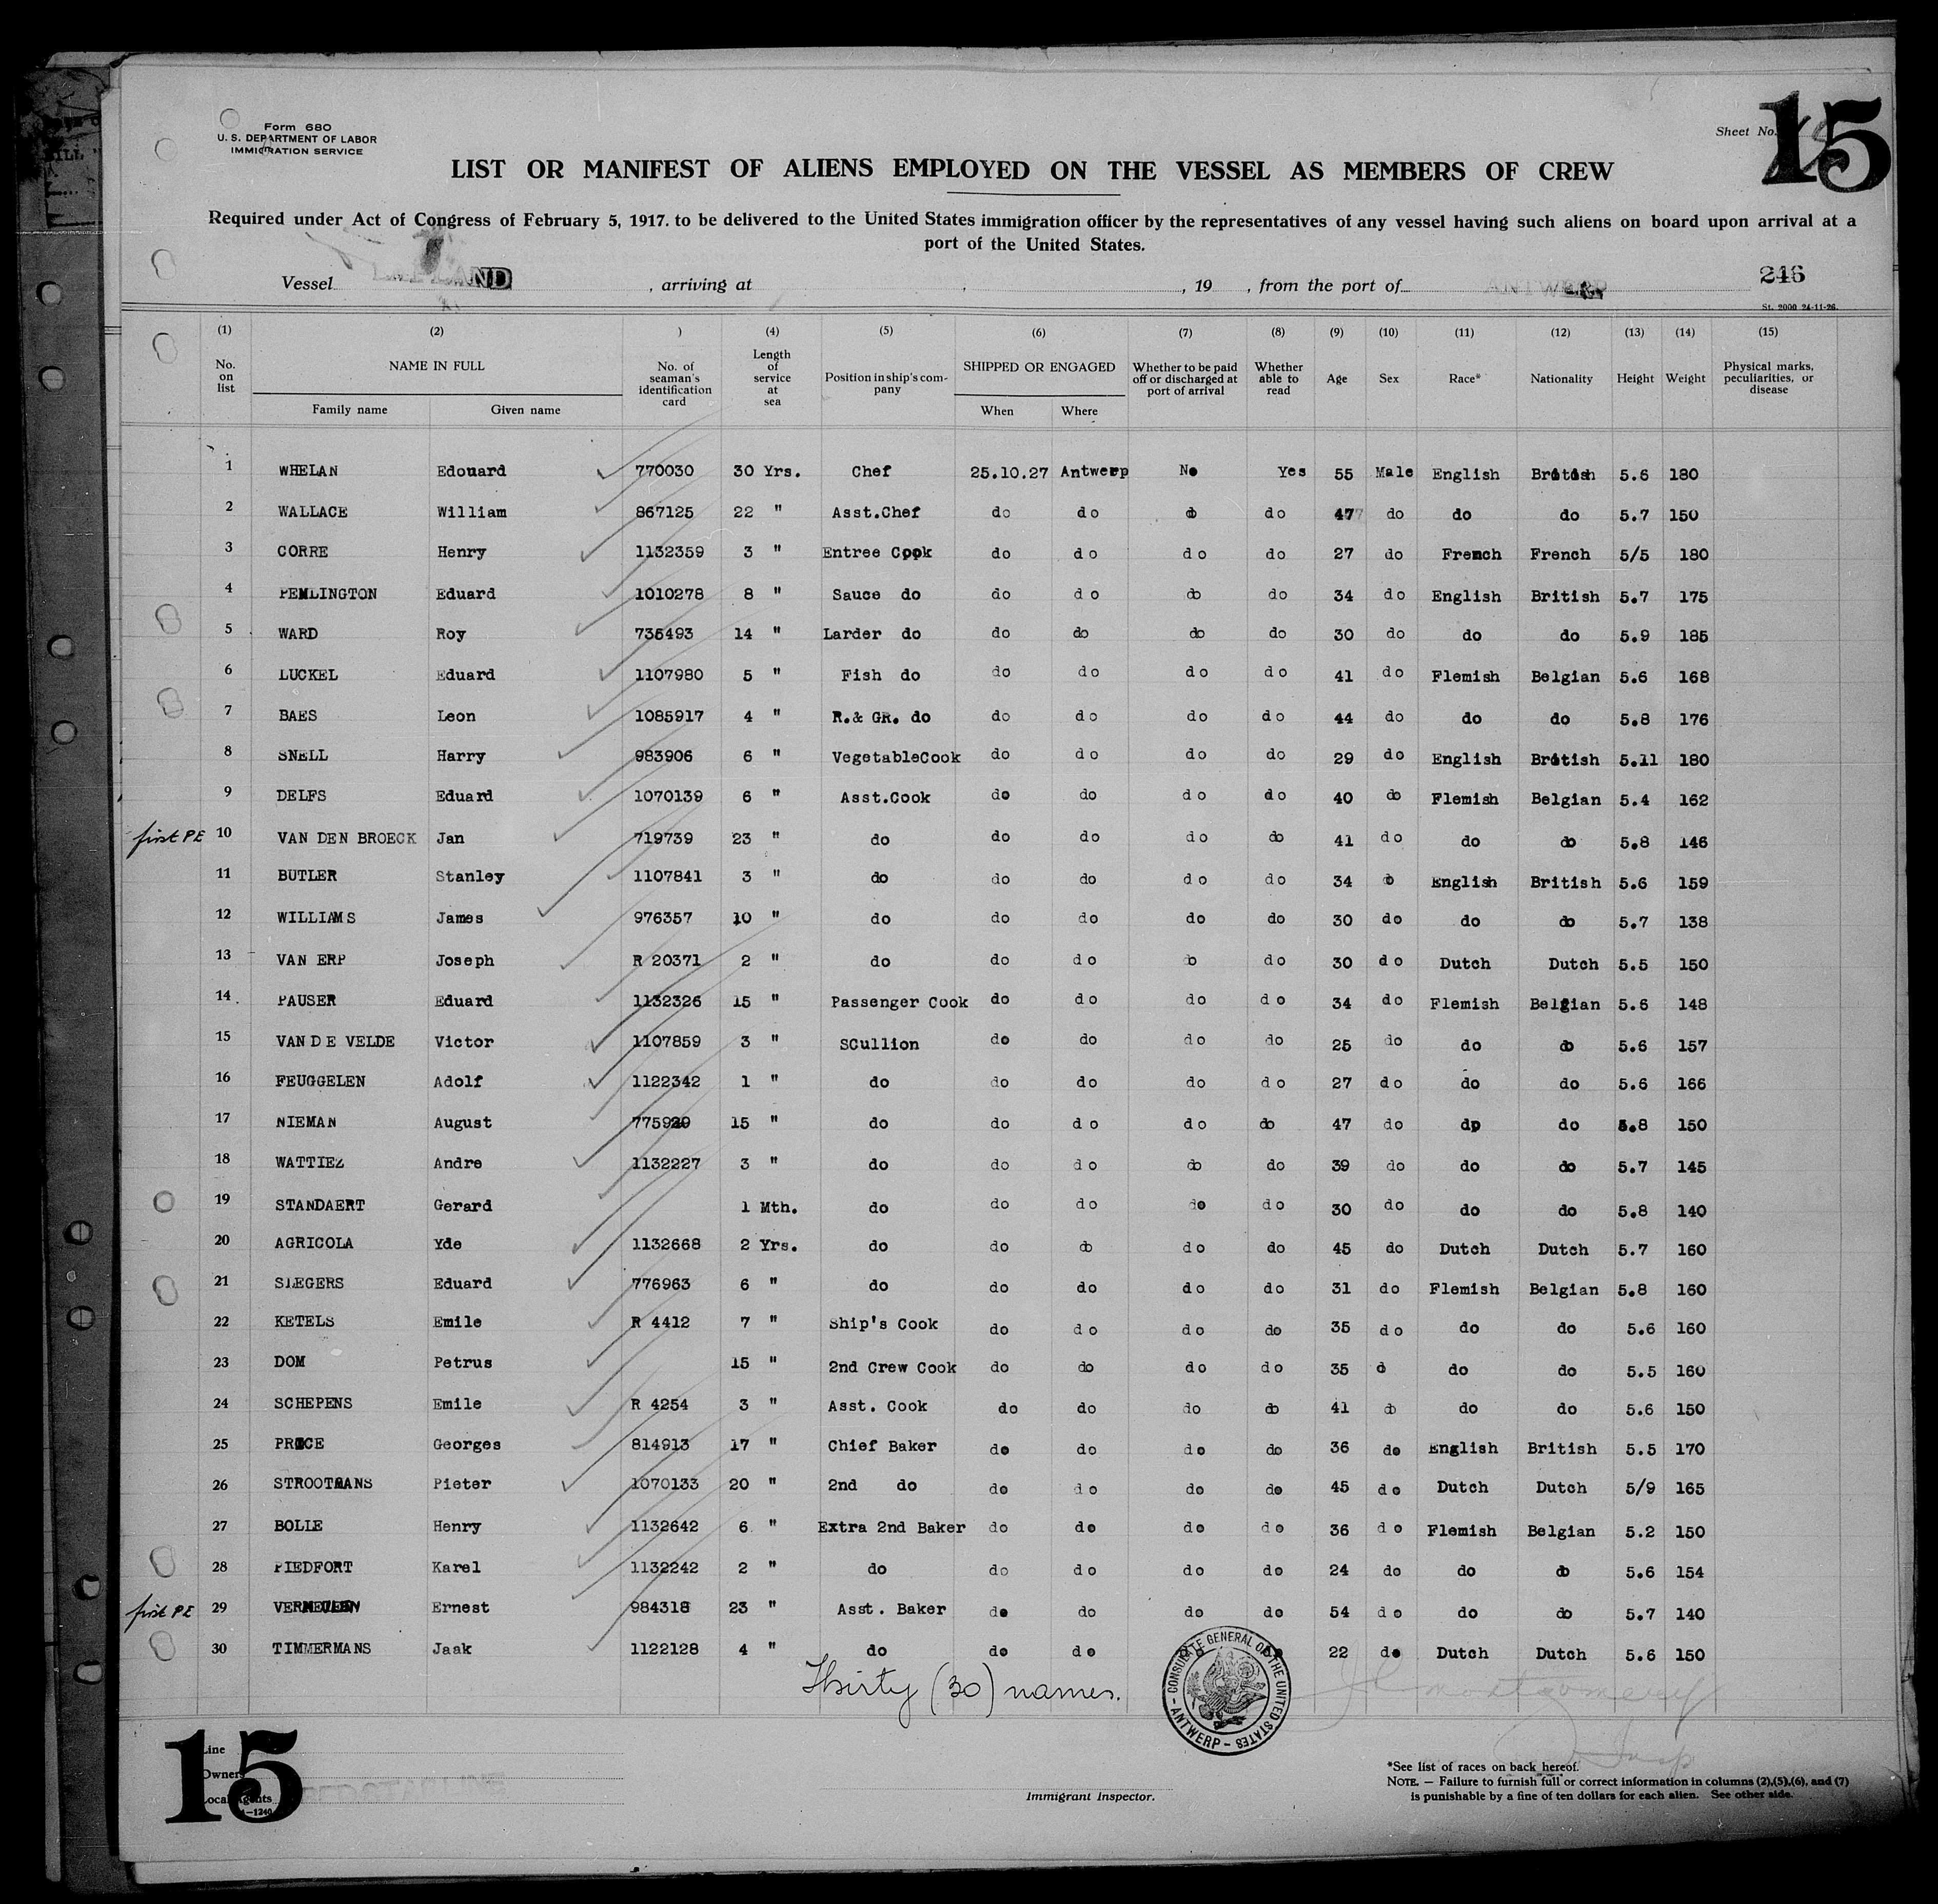 Form 680
U. S. DEPARTMENT OF LABOR
IMMIGRATION SERVICE
Sheet No.
15
LIST OR MANIFEST OF ALIENS EMPLOYED ON THE VESSEL AS MEMBERS OF CREW
Required under Act of Congress of February 5, 1917. to be delivered to the United States immigration officer by the representatives of any vessel having such aliens on board upon arrival at a
port of the United States.
Vessel , arriving at , , 19 , from the port of ANTWERP 246
St. 2000 24-11-26.
(1) (2) ) (4) (5) (6) (7) (8) (9) (10) (11) (12) (13) (14) (15)
No. on list NAME IN FULL Family name Given name No. of seaman's identification card Length of service at sea Position in ship's company SHIPPED OR ENGAGED When Where Whether to be paid off or discharged at port of arrival Whether able to read Age Sex Race* Nationality Height Weight Physical marks, peculiarities, or disease
1 WHELAN Edouard 770030 30 Yrs. Chef 25.10.27 Antwerp No Yes 55 Male English British 5.6 180
2 WALLACE William 867125 22 " Asst.Chef do do do do 47 do do do 5.7 150
3 CORRE Henry 1132359 3 " Entree Cook do do do do 27 do French French 5/5 180
4 PEMLINGTON Eduard 1010278 8 " Sauce do do do do do 34 do English British 5.7 175
5 WARD Roy 735493 14 " Larder do do do do do 30 do do do 5.9 185
6 LUCKEL Eduard 1107980 5 " Fish do do do do do 41 do Flemish Belgian 5.6 168
7 BAES Leon 1085917 4 " R.& GR. do do do do do 44 do do do 5.8 176
8 SNELL Harry 983906 6 " VegetableCook do do do do 29 do English British 5.11 180
9 DELFS Eduard 1070139 6 " Asst.Cook do do do do 40 do Flemish Belgian 5.4 162
first PE 10 VAN DEN BROECK Jan 719739 23 " do do do do do 41 do do do 5.8 146
11 BUTLER Stanley 1107841 3 " do do do do do 34 do English British 5.6 159
12 WILLIAMS James 976357 10 " do do do do do 30 do do do 5.7 138
13 VAN ERP Joseph R 20371 2 " do do do do do 30 do Dutch Dutch 5.5 150
14 PAUSER Eduard 1132326 15 " Passenger Cook do do do do 34 do Flemish Belgian 5.6 148
15 VAN DE VELDE Victor 1107859 3 " SCullion do do do do 25 do do do 5.6 157
16 FEUGGELEN Adolf 1122342 1 " do do do do do 27 do do do 5.6 166
17 NIEMAN August 15 " do do do do do 47 do do do 5.8 150
18 WATTIEZ Andre 1132227 3 " do do do do do 39 do do do 5.7 145
19 STANDAERT Gerard 1 Mth. do do do do do 30 do do do 5.8 140
20 AGRICOLA Yde 1132668 2 Yrs. do do do do do 45 do Dutch Dutch 5.7 160
21 SIEGERS Eduard 776963 6 " do do do do do 31 do Flemish Belgian 5.8 160
22 KETELS Emile R 4412 7 " Ship's Cook do do do do 35 do do do 5.6 160
23 DOM Petrus 15 " 2nd Crew Cook do do do do 35 do do do 5.5 160
24 SCHEPENS Emile R 4254 3 " Asst. Cook do do do do 41 do do do 5.6 150
25 PRICE Georges 814913 17 " Chief Baker do do do do 36 do English British 5.5 170
26 STROOTMANS Pieter 1070133 20 " 2nd do do do do do 45 do Dutch Dutch 5/9 165
27 BOLLE Henry 1132642 6 " Extra 2nd Baker do do do do 36 do Flemish Belgian 5.2 150
28 PIEDFORT Karel 1132242 2 " do do do do do 24 do do do 5.6 154
first PE 29 Ernest 984318 23 " Asst. Baker do do do do 54 do do do 5.7 140
30 TIMMERMANS Jaak 1122128 4 " do do do 22 do Dutch Dutch 5.6 150
Thirty (30) names.
CONSULATE GENERAL OF THE UNITED STATES - ANTWERP -
15
Line
Owners
Local Agents
Immigrant Inspector.
*See list of races on back hereof.
NOTE. — Failure to furnish full or correct information in columns (2),(5),(6), and (7)
is punishable by a fine of ten dollars for each alien. See other side.